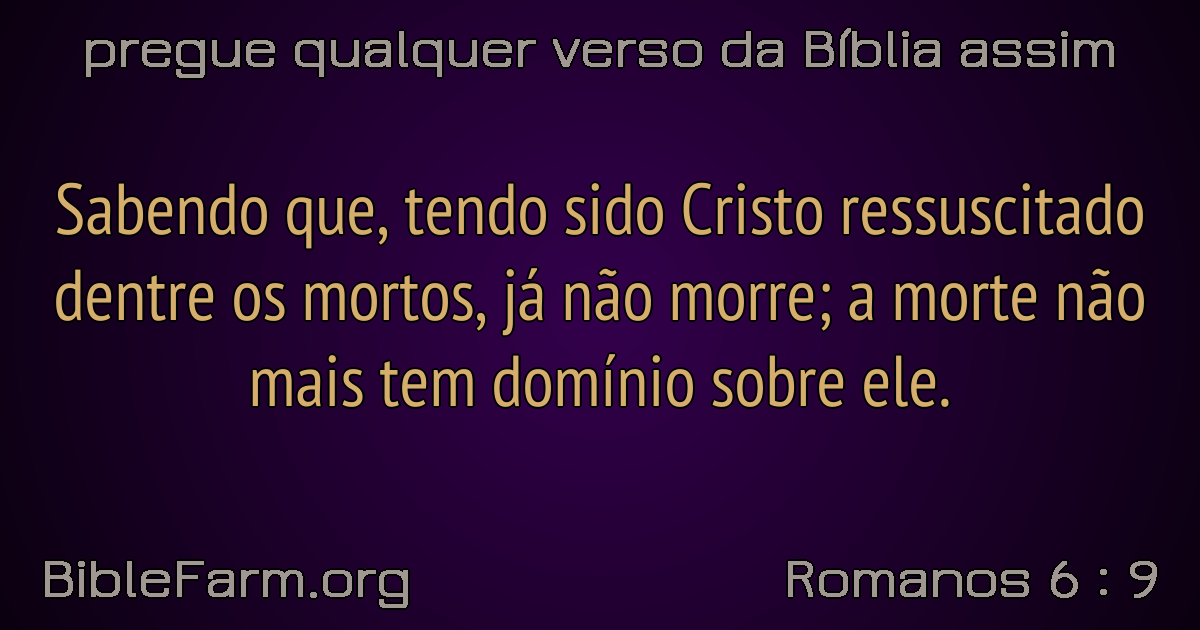 pregue qualquer verso da Bíblia assim
Sabendo que, tendo sido Cristo ressuscitado
dentre os mortos, já não morre; a morte não
mais tem domínio sobre ele.
BibleFarm.org
Romanos 6 : 9